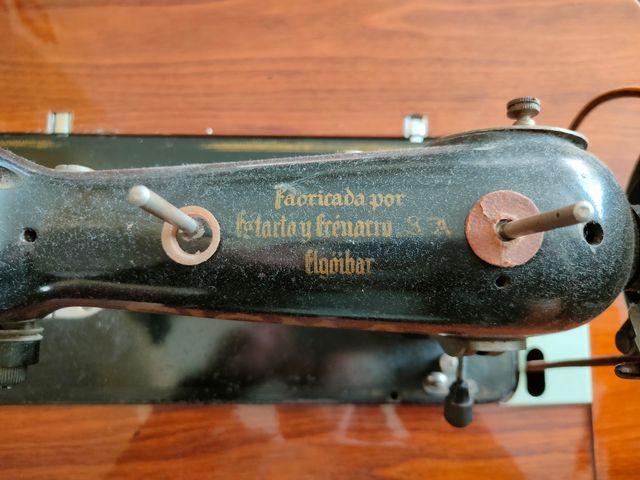 Fabricada por
Estarta y Ecenarro S A
Elgoibar